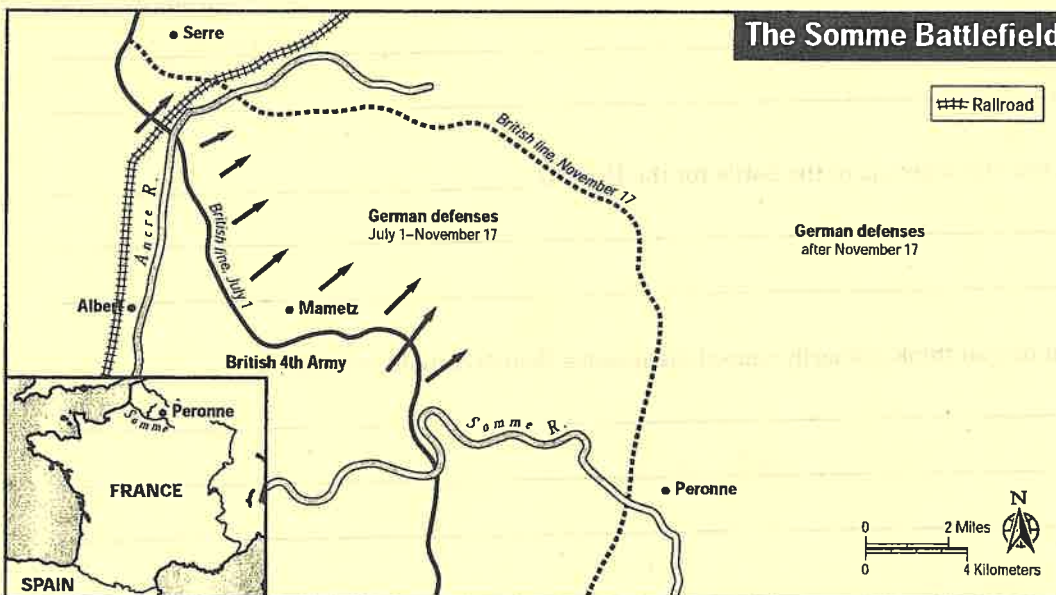 The Somme Battlefield
Serre
Railroad
British line, November 17
Ancre R.
German defenses
July 1–November 17
German defenses
after November 17
British line, July 1
Albert
Mametz
British 4th Army
Peronne
Somme
Somme R.
FRANCE
Peronne
SPAIN
N
0 2 Miles
0 4 Kilometers